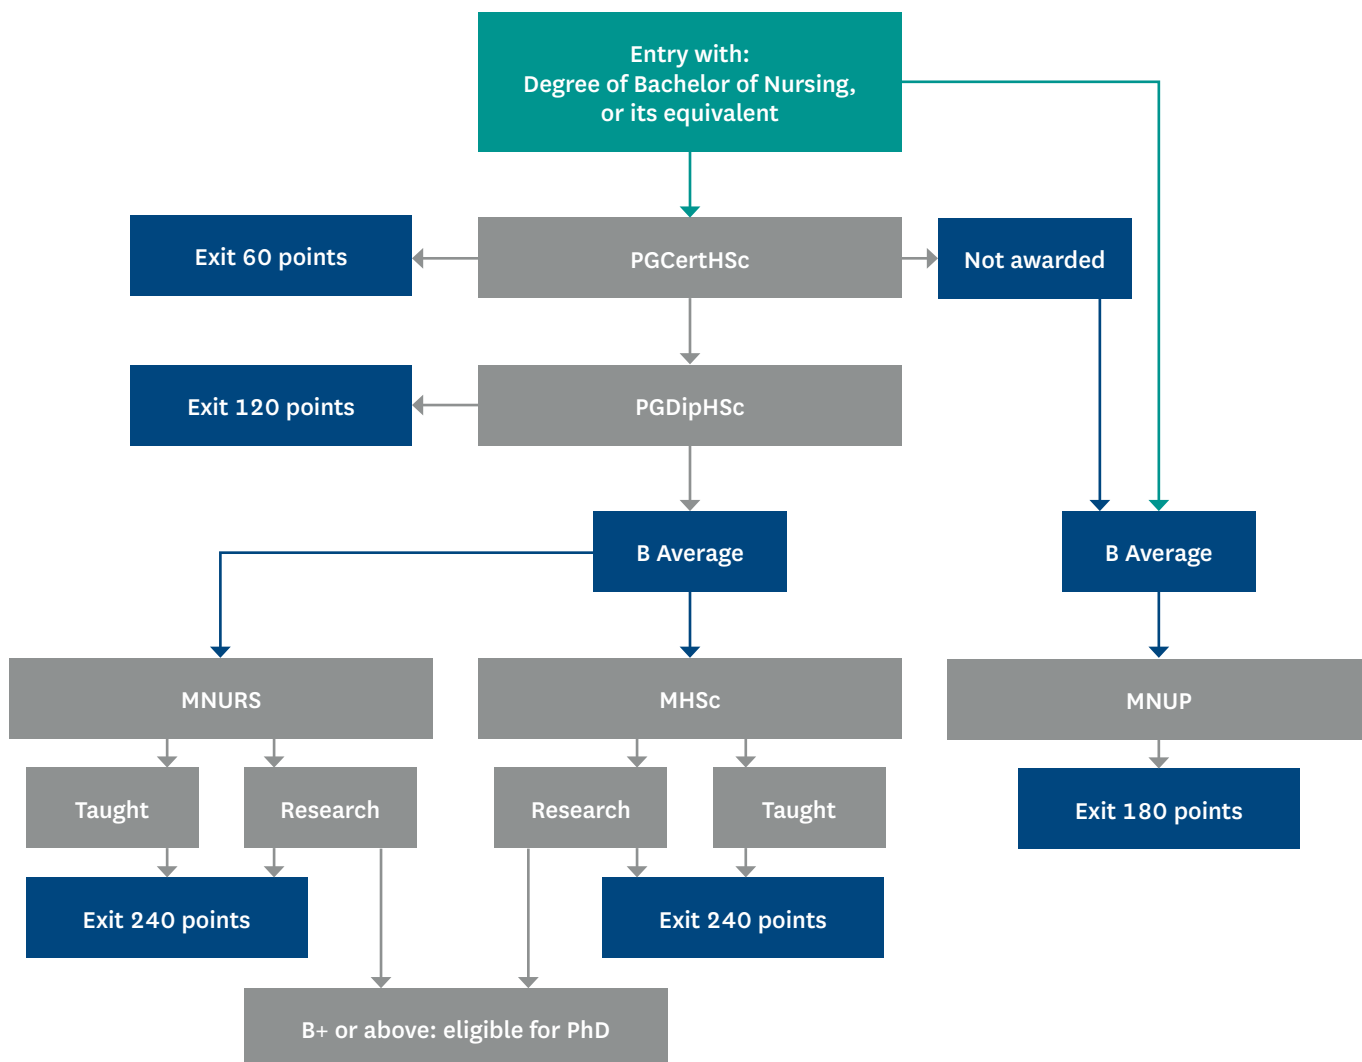 Entry with:
Degree of Bachelor of Nursing,
or its equivalent
Exit 60 points
PGCertHSc
Not awarded
Exit 120 points
PGDipHSc
B Average
B Average
MNURS
MHSc
MNUP
Taught
Research
Research
Taught
Exit 180 points
Exit 240 points
Exit 240 points
B+ or above: eligible for PhD